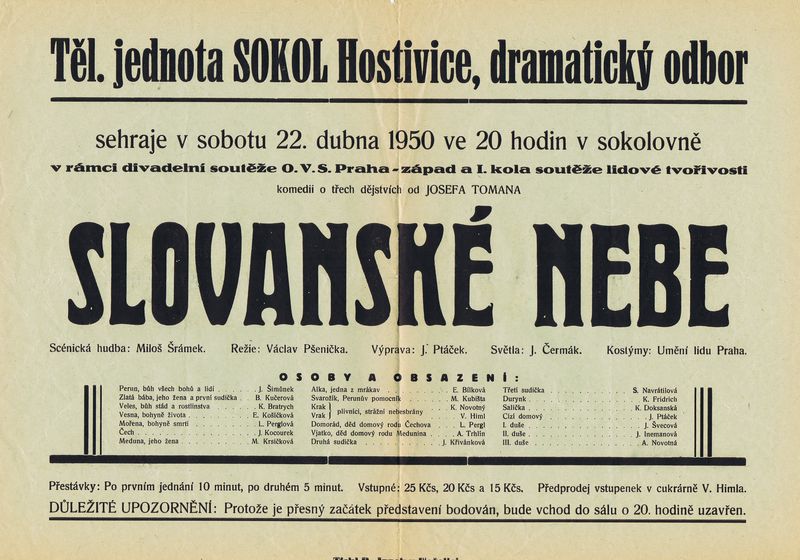 Těl. jednota SOKOL Hostivice, dramatický odbor
sehraje v sobotu 22. dubna 1950 ve 20 hodin v sokolovně
v rámci divadelní soutěže O.V.S. Praha-západ a I. kola soutěže lidové tvořivosti
komedii o třech dějstvích od JOSEFA TOMANA
SLOVANSKÉ NEBE
Scénická hudba: Miloš Šrámek. Režie: Václav Pšenička. Výprava: J. Ptáček. Světla: J. Čermák. Kostýmy: Umění lidu Praha.
OSOBY A OBSAZENÍ:
Perun, bůh všech bohů a lidí . . . . J. Šimůnek
Zlatá bába, jeho žena a první sudička . B. Kučerová
Veles, bůh stád a rostlinstva . . . . K. Bratrych
Vesna, bohyně života . . . . E. Košičková
Mořena, bohyně smrti . . . . L. Perglová
Čech . . . . J. Kocourek
Meduna, jeho žena . . . . M. Krsičková
Alka, jedna z mrákav . . . . E. Bílková
Svarožik, Perunův pomocník . . . . M. Kubišta
Krak } plivníci, strážní nebesbrány . K. Novotný
Vrak } V. Himl
Domorád, děd domový rodu Čechova . L. Pergl
Vjatko, děd domový rodu Medunina . A. Trhlin
Druhá sudička . . . . J. Křivánková
Třetí sudička . . . . S. Navrátilová
Durynk . . . . K. Fridrich
Salička . . . . K. Doksanská
Cizí domový . . . . J. Ptáček
I. duše . . . . J. Švecová
II. duše . . . . J. Inemanová
III. duše . . . . A. Novotná
Přestávky: Po prvním jednání 10 minut, po druhém 5 minut. Vstupné: 25 Kčs, 20 Kčs a 15 Kčs. Předprodej vstupenek v cukrárně V. Himla.
DŮLEŽITÉ UPOZORNĚNÍ: Protože je přesný začátek představení bodován, bude vchod do sálu o 20. hodině uzavřen.